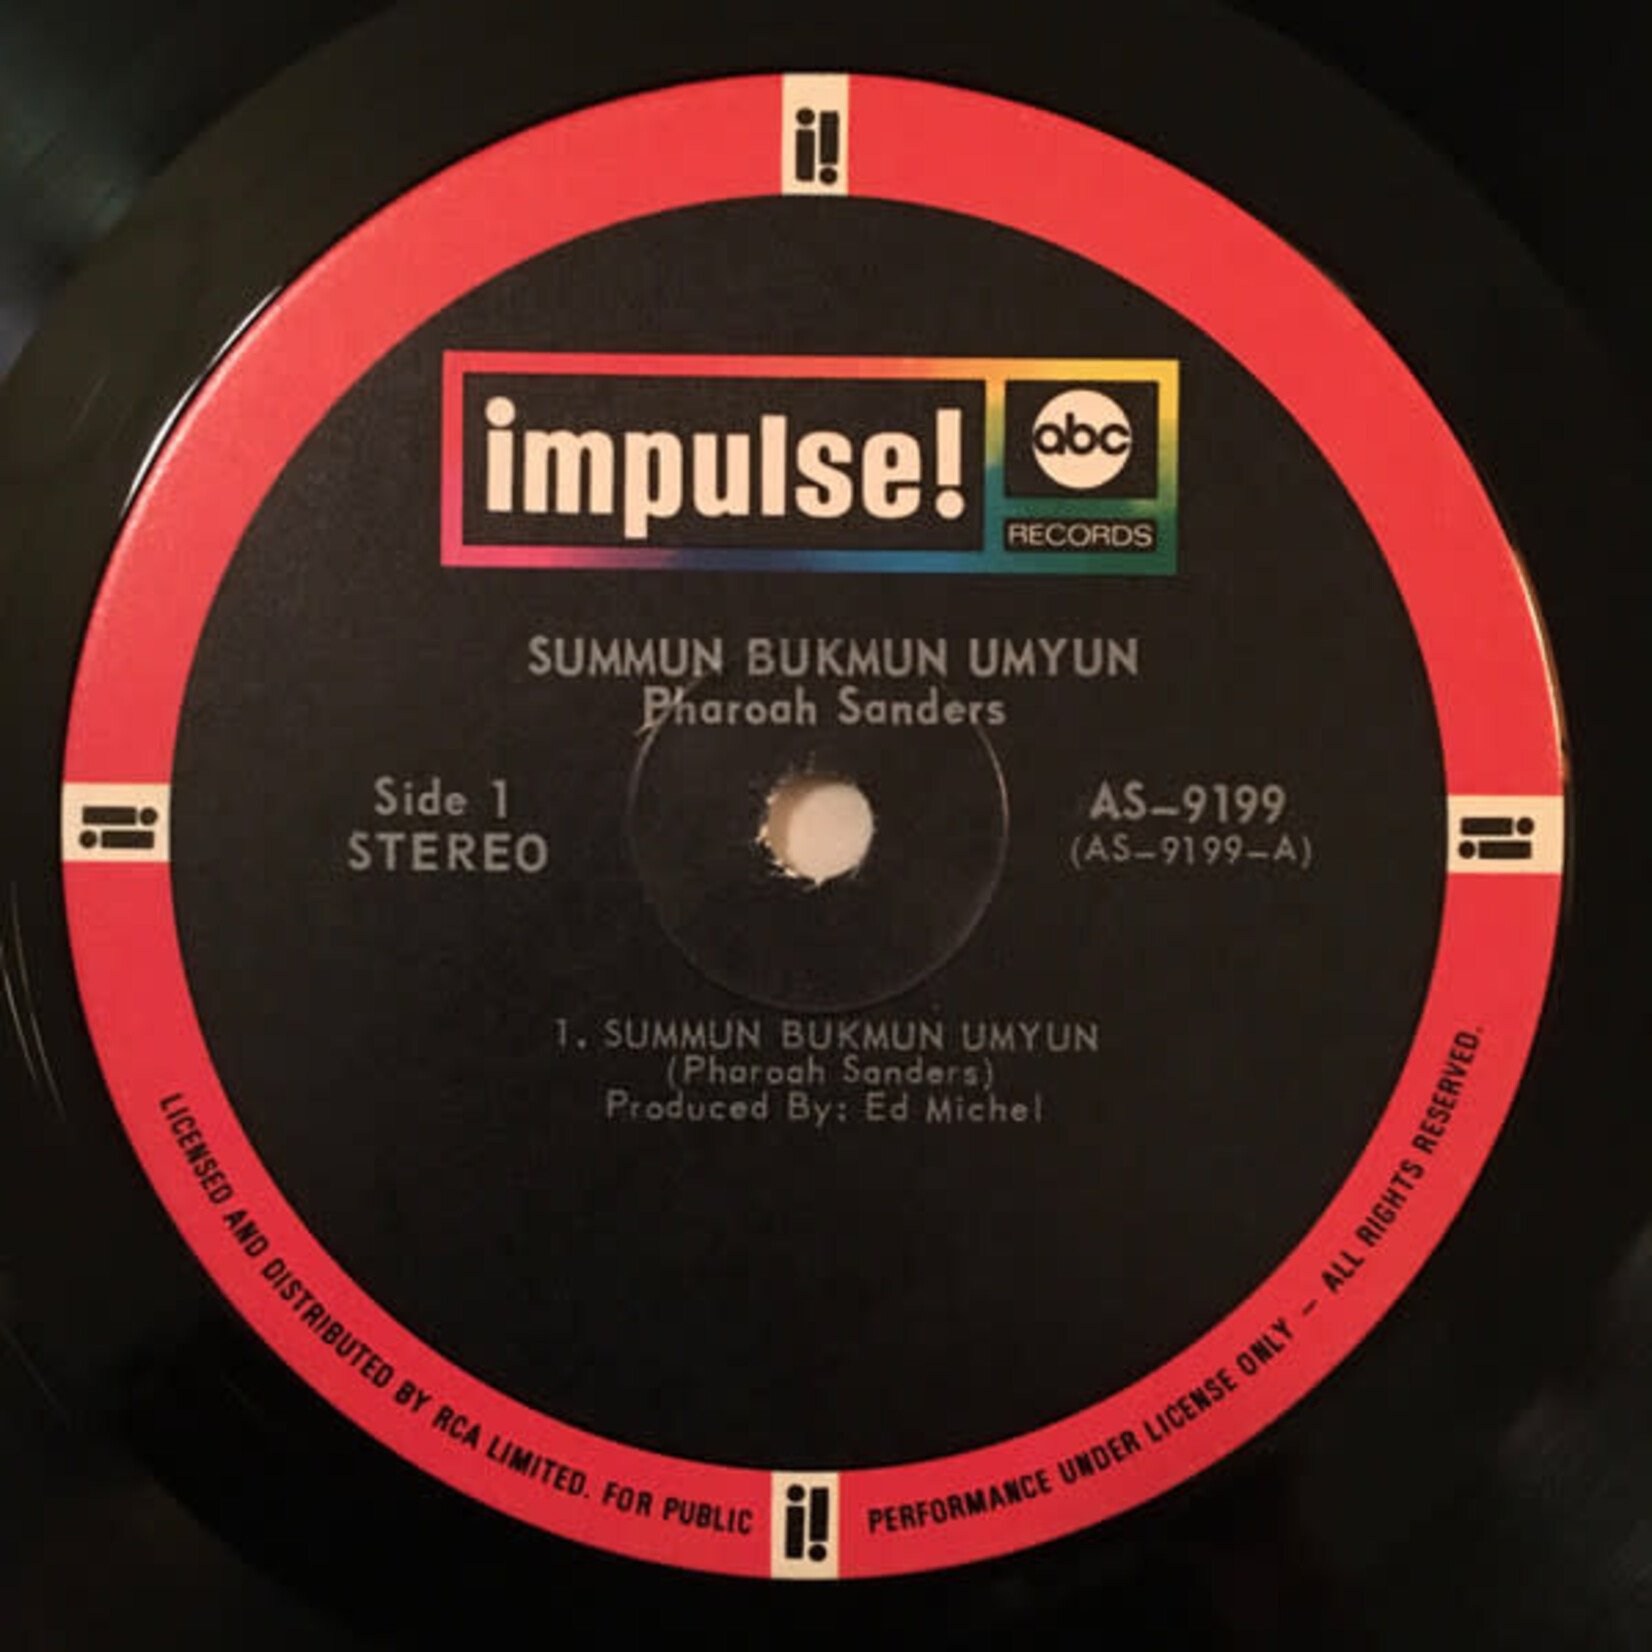 impulse!
abc
RECORDS
SUMMUN BUKMUN UMYUN
Pharoah Sanders
Side 1
STEREO
AS-9199
(AS-9199-A)
1. SUMMUN BUKMUN UMYUN
(Pharoah Sanders)
Produced By: Ed Michel
LICENSED AND DISTRIBUTED BY RCA LIMITED. FOR PUBLIC PERFORMANCE UNDER LICENSE ONLY – ALL RIGHTS RESERVED.